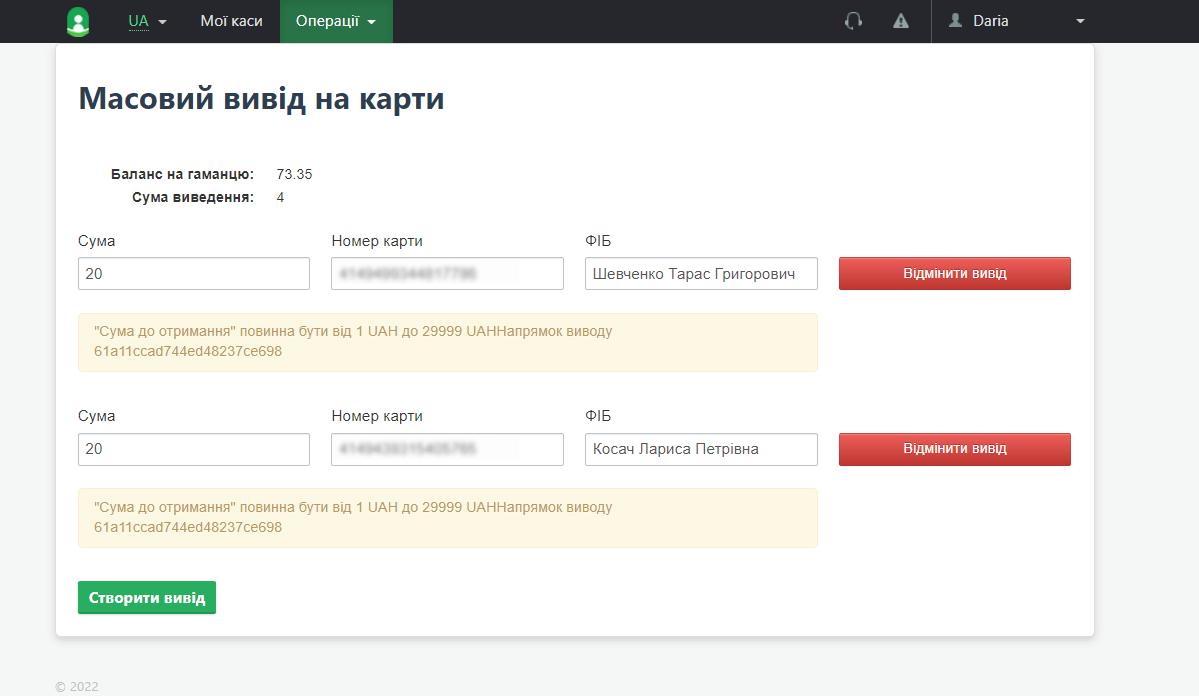 UA Мої каси Операції Daria
Масовий вивід на карти
Баланс на гаманцю: 73.35
Сума виведення: 4
Сума Номер карти ФІБ
20 Шевченко Тарас Григорович Відмінити вивід
"Сума до отримання" повинна бути від 1 UAH до 29999 UAHНапрямок виводу
61a11ccad744ed48237ce698
Сума Номер карти ФІБ
20 Косач Лариса Петрівна Відмінити вивід
"Сума до отримання" повинна бути від 1 UAH до 29999 UAHНапрямок виводу
61a11ccad744ed48237ce698
Створити вивід
© 2022